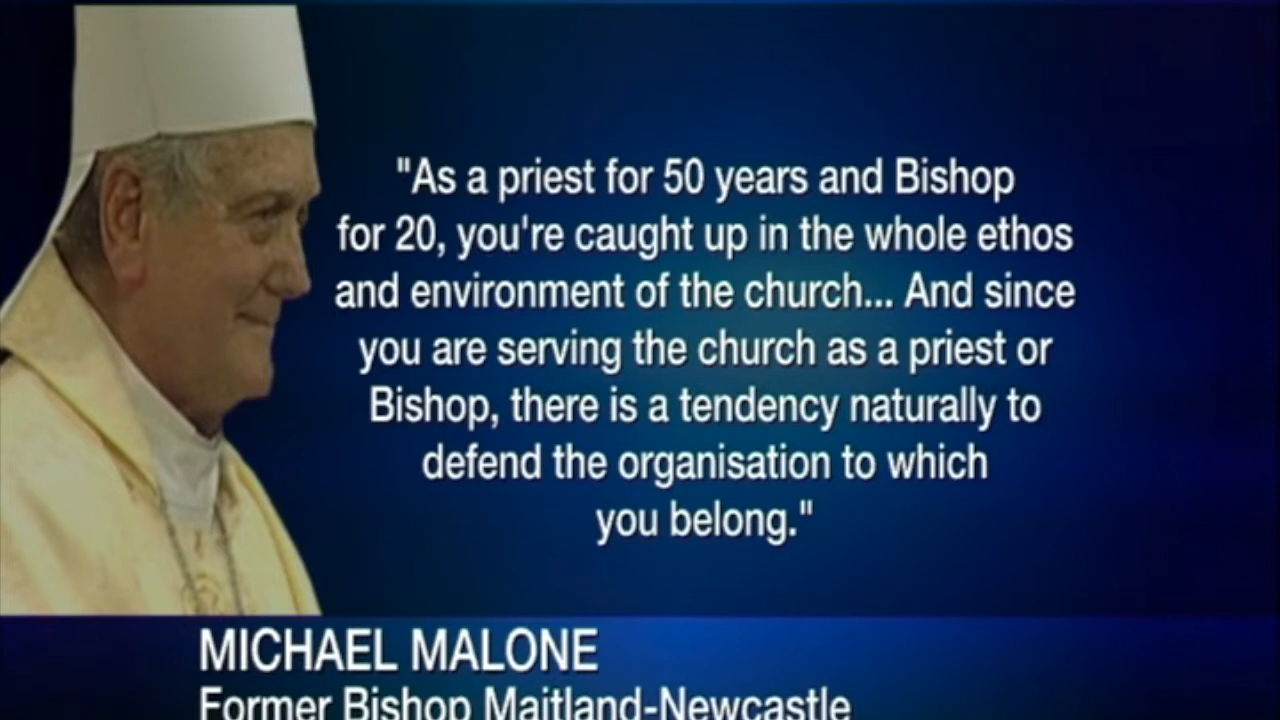 "As a priest for 50 years and Bishop
for 20, you're caught up in the whole ethos
and environment of the church... And since
you are serving the church as a priest or
Bishop, there is a tendency naturally to
defend the organisation to which
you belong."
MICHAEL MALONE
Former Bishop Maitland-Newcastle